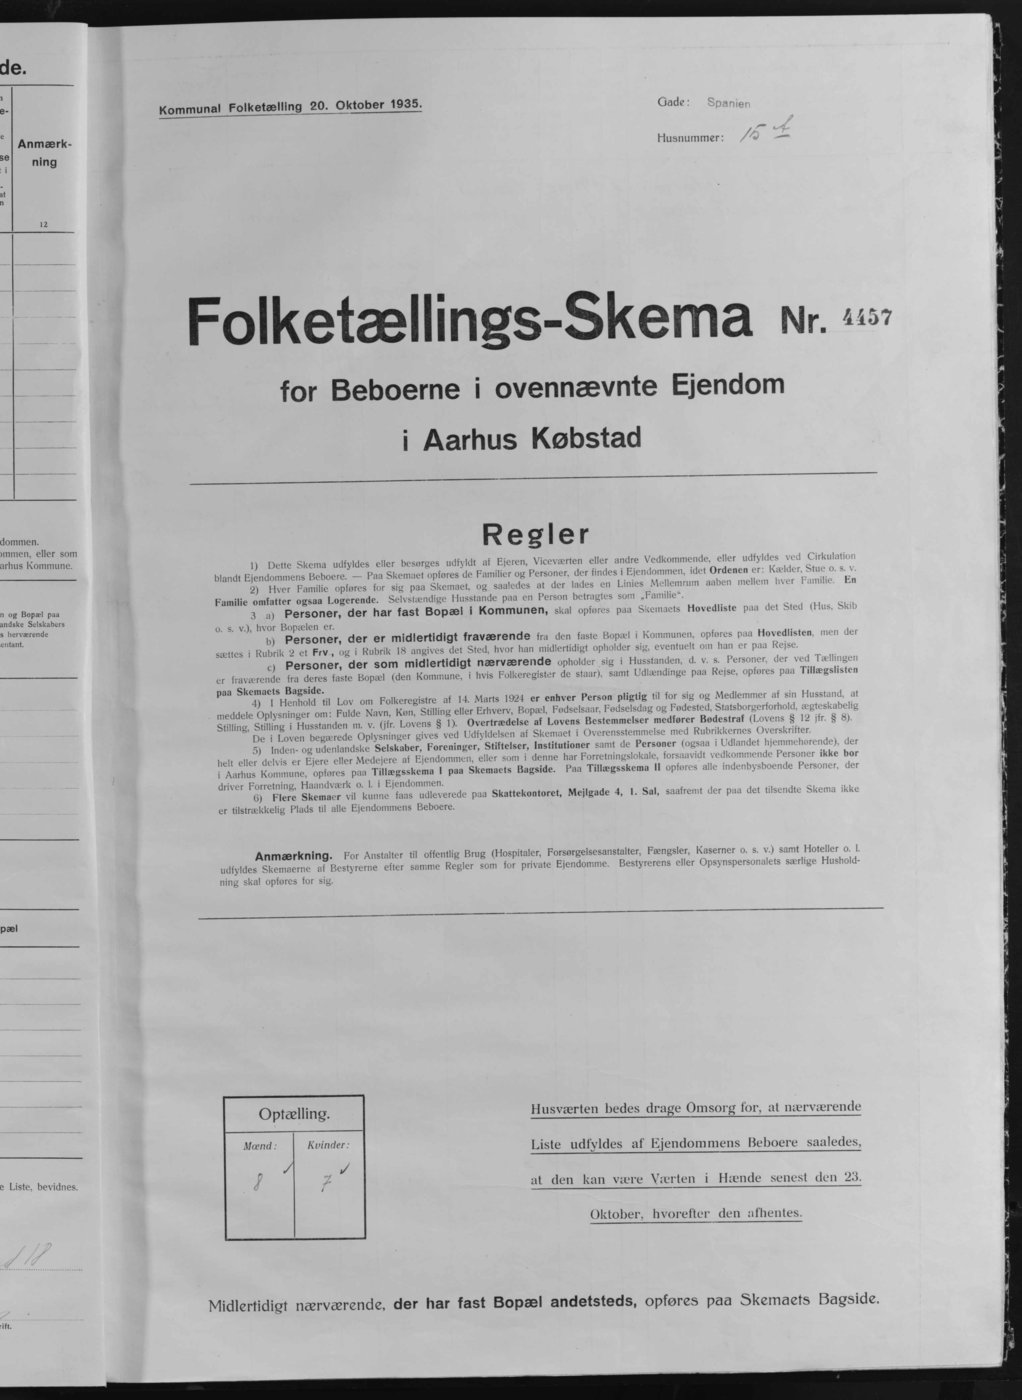 de.
Anmærk-
ning
12
dommen.
ommen, eller som
arhus Kommune.
n og Bopæl paa
andske Selskabers
s herværende
entant.
pæl
e Liste, bevidnes.
d 18
rift.
Kommunal Folketælling 20. Oktober 1935.
Gade: Spanien
Husnummer: 15 A
Folketællings-Skema Nr. 4457
for Beboerne i ovennævnte Ejendom
i Aarhus Købstad
Regler
1) Dette Skema udfyldes eller besørges udfyldt af Ejeren, Viceværten eller andre Vedkommende, eller udfyldes ved Cirkulation
blandt Ejendommens Beboere. — Paa Skemaet opføres de Familier og Personer, der findes i Ejendommen, idet Ordenen er: Kælder, Stue o. s. v.
2) Hver Familie opføres for sig paa Skemaet, og saaledes at der lades en Linies Mellemrum aaben mellem hver Familie. En
Familie omfatter ogsaa Logerende. Selvstændige Husstande paa en Person betragtes som „Familie“.
3 a) Personer, der har fast Bopæl i Kommunen, skal opføres paa Skemaets Hovedliste paa det Sted (Hus, Skib
o. s. v.), hvor Bopælen er.
b) Personer, der er midlertidigt fraværende fra den faste Bopæl i Kommunen, opføres paa Hovedlisten, men der
sættes i Rubrik 2 et Frv., og i Rubrik 18 angives det Sted, hvor han midlertidigt opholder sig, eventuelt om han er paa Rejse.
c) Personer, der som midlertidigt nærværende opholder sig i Husstanden, d. v. s. Personer, der ved Tællingen
er fraværende fra deres faste Bopæl (den Kommune, i hvis Folkeregister de staar), samt Udlændinge paa Rejse, opføres paa Tillægslisten
paa Skemaets Bagside.
4) I Henhold til Lov om Folkeregistre af 14. Marts 1924 er enhver Person pligtig til for sig og Medlemmer af sin Husstand, at
meddele Oplysninger om: Fulde Navn, Køn, Stilling eller Erhverv, Bopæl, Fødselsaar, Fødselsdag og Fødested, Statsborgerforhold, ægteskabelig
Stilling, Stilling i Husstanden m. v. (jfr. Lovens § 1). Overtrædelse af Lovens Bestemmelser medfører Bødestraf (Lovens § 12 jfr. § 8).
De i Loven begærede Oplysninger gives ved Udfyldelsen af Skemaet i Overensstemmelse med Rubrikkernes Overskrifter.
5) Inden- og udenlandske Selskaber, Foreninger, Stiftelser, Institutioner samt de Personer (ogsaa i Udlandet hjemmehørende), der
helt eller delvis er Ejere eller Medejere af Ejendommen, eller som i denne har Forretningslokale, forsaavidt vedkommende Personer ikke bor
i Aarhus Kommune, opføres paa Tillægsskema I paa Skemaets Bagside. Paa Tillægsskema II opføres alle indenbysboende Personer, der
driver Forretning, Haandværk o. l. i Ejendommen.
6) Flere Skemaer vil kunne faas udleverede paa Skattekontoret, Mejlgade 4, 1. Sal, saafremt der paa det tilsendte Skema ikke
er tilstrækkelig Plads til alle Ejendommens Beboere.
Anmærkning. For Anstalter til offentlig Brug (Hospitaler, Forsørgelsesanstalter, Fængsler, Kaserner o. s. v.) samt Hoteller o. l.
udfyldes Skemaerne af Bestyrerne efter samme Regler som for private Ejendomme. Bestyrerens eller Opsynspersonalets særlige Hushold-
ning skal opføres for sig.
Optælling.
Mænd: Kvinder:
8 7
Husværten bedes drage Omsorg for, at nærværende
Liste udfyldes af Ejendommens Beboere saaledes,
at den kan være Værten i Hænde senest den 23.
Oktober, hvorefter den afhentes.
Midlertidigt nærværende, der har fast Bopæl andetsteds, opføres paa Skemaets Bagside.